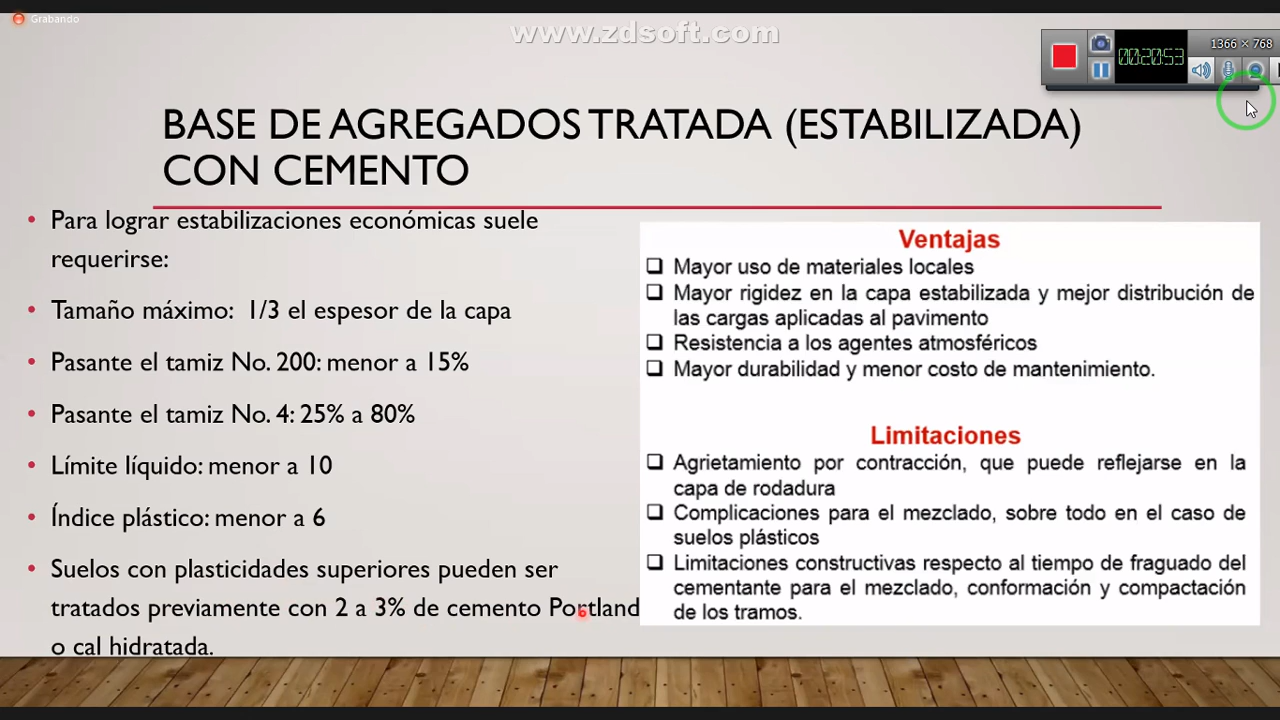 Grabando
www.zdsoft.com
1366 × 768
00:20:53
BASE DE AGREGADOS TRATADA (ESTABILIZADA)
CON CEMENTO
• Para lograr estabilizaciones económicas suele
requerirse:
• Tamaño máximo: 1/3 el espesor de la capa
• Pasante el tamiz No. 200: menor a 15%
• Pasante el tamiz No. 4: 25% a 80%
• Límite líquido: menor a 10
• Índice plástico: menor a 6
• Suelos con plasticidades superiores pueden ser
tratados previamente con 2 a 3% de cemento Portland
o cal hidratada.
Ventajas
❑ Mayor uso de materiales locales
❑ Mayor rigidez en la capa estabilizada y mejor distribución de
las cargas aplicadas al pavimento
❑ Resistencia a los agentes atmosféricos
❑ Mayor durabilidad y menor costo de mantenimiento.
Limitaciones
❑ Agrietamiento por contracción, que puede reflejarse en la
capa de rodadura
❑ Complicaciones para el mezclado, sobre todo en el caso de
suelos plásticos
❑ Limitaciones constructivas respecto al tiempo de fraguado del
cementante para el mezclado, conformación y compactación
de los tramos.